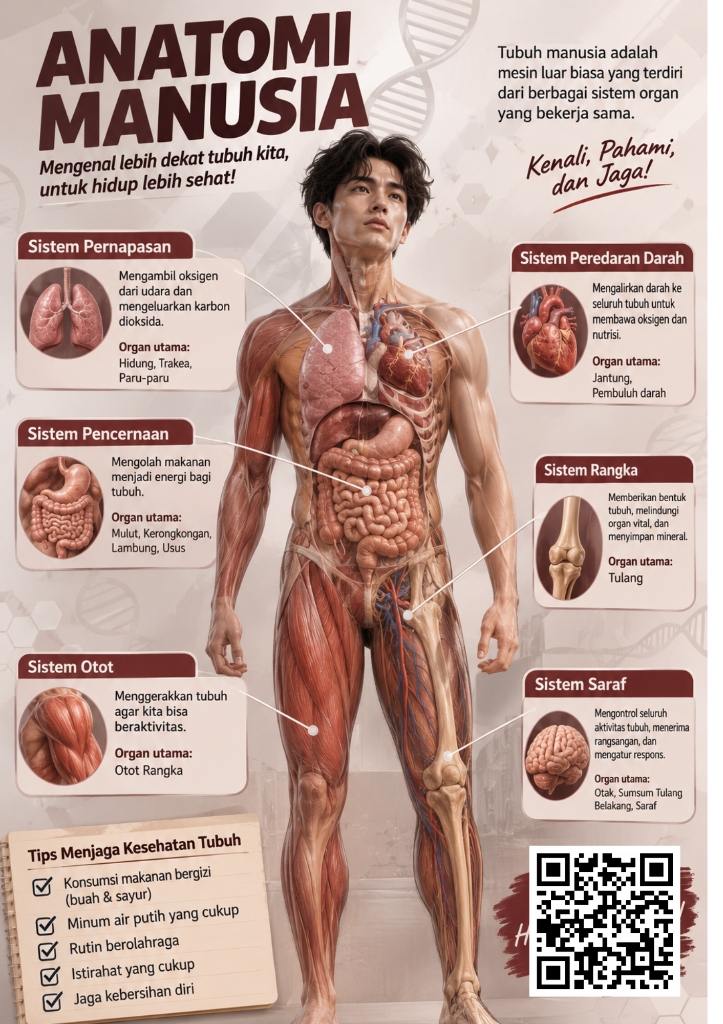 ANATOMI
MANUSIA
Mengenal lebih dekat tubuh kita,
untuk hidup lebih sehat!
Tubuh manusia adalah
mesin luar biasa yang terdiri
dari berbagai sistem organ
yang bekerja sama.
Kenali, Pahami,
dan Jaga!
Sistem Pernapasan
Mengambil oksigen
dari udara dan
mengeluarkan karbon
dioksida.
Organ utama:
Hidung, Trakea,
Paru-paru
Sistem Peredaran Darah
Mengalirkan darah ke
seluruh tubuh untuk
membawa oksigen dan
nutrisi.
Organ utama:
Jantung,
Pembuluh darah
Sistem Pencernaan
Mengolah makanan
menjadi energi bagi
tubuh.
Organ utama:
Mulut, Kerongkongan,
Lambung, Usus
Sistem Rangka
Memberikan bentuk
tubuh, melindungi
organ vital, dan
menyimpan mineral.
Organ utama:
Tulang
Sistem Otot
Menggerakkan tubuh
agar kita bisa
beraktivitas.
Organ utama:
Otot Rangka
Sistem Saraf
Mengontrol seluruh
aktivitas tubuh, menerima
rangsangan, dan
mengatur respons.
Organ utama:
Otak, Sumsum Tulang
Belakang, Saraf
Tips Menjaga Kesehatan Tubuh
Konsumsi makanan bergizi
(buah & sayur)
Minum air putih yang cukup
Rutin berolahraga
Istirahat yang cukup
Jaga kebersihan diri